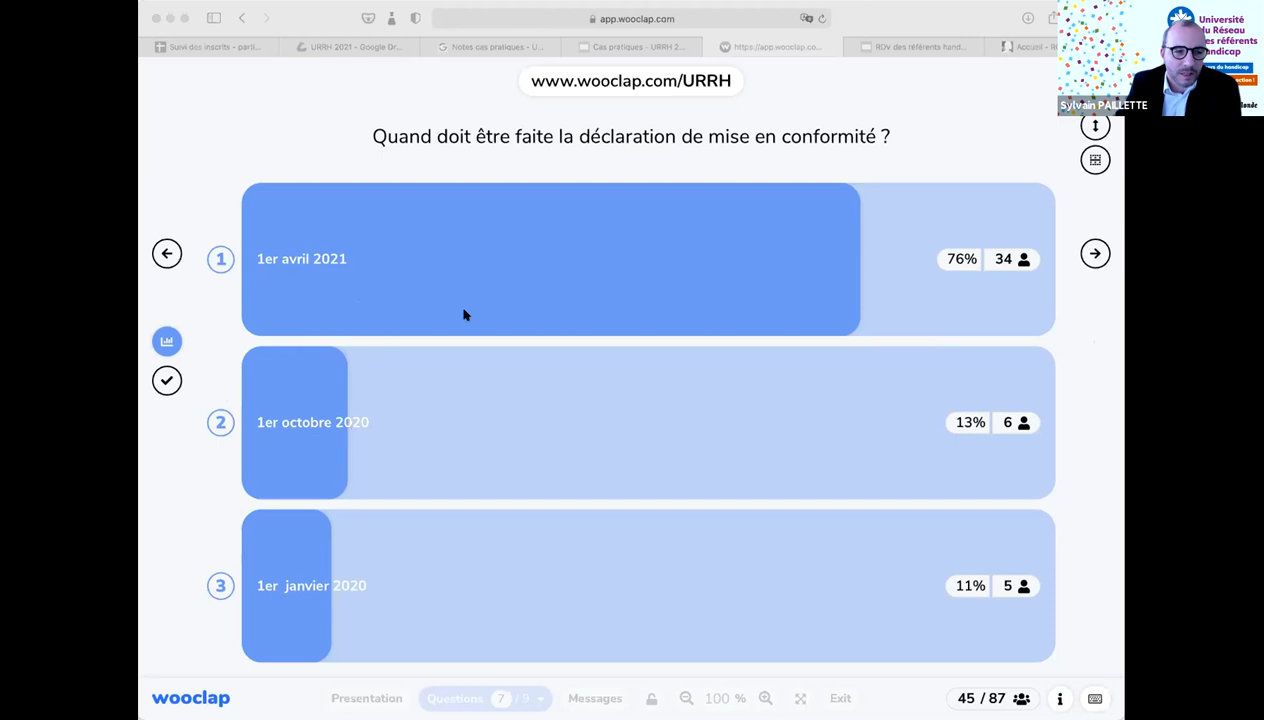 app.wooclap.com
Suivi des inscrits - parti...
URRH 2021 - Google Dr...
Notes cas pratiques - U...
Cas pratiques - URRH 2...
https://app.wooclap.co...
RDV des référents hand...
Accueil - R
Université
du Réseau
des référents
handicap
Sylvain PAILLETTE
www.wooclap.com/URRH
Quand doit être faite la déclaration de mise en conformité ?
1 1er avril 2021 76% 34
2 1er octobre 2020 13% 6
3 1er janvier 2020 11% 5
wooclap Presentation Questions 7 / 9 Messages 100 % Exit 45 / 87